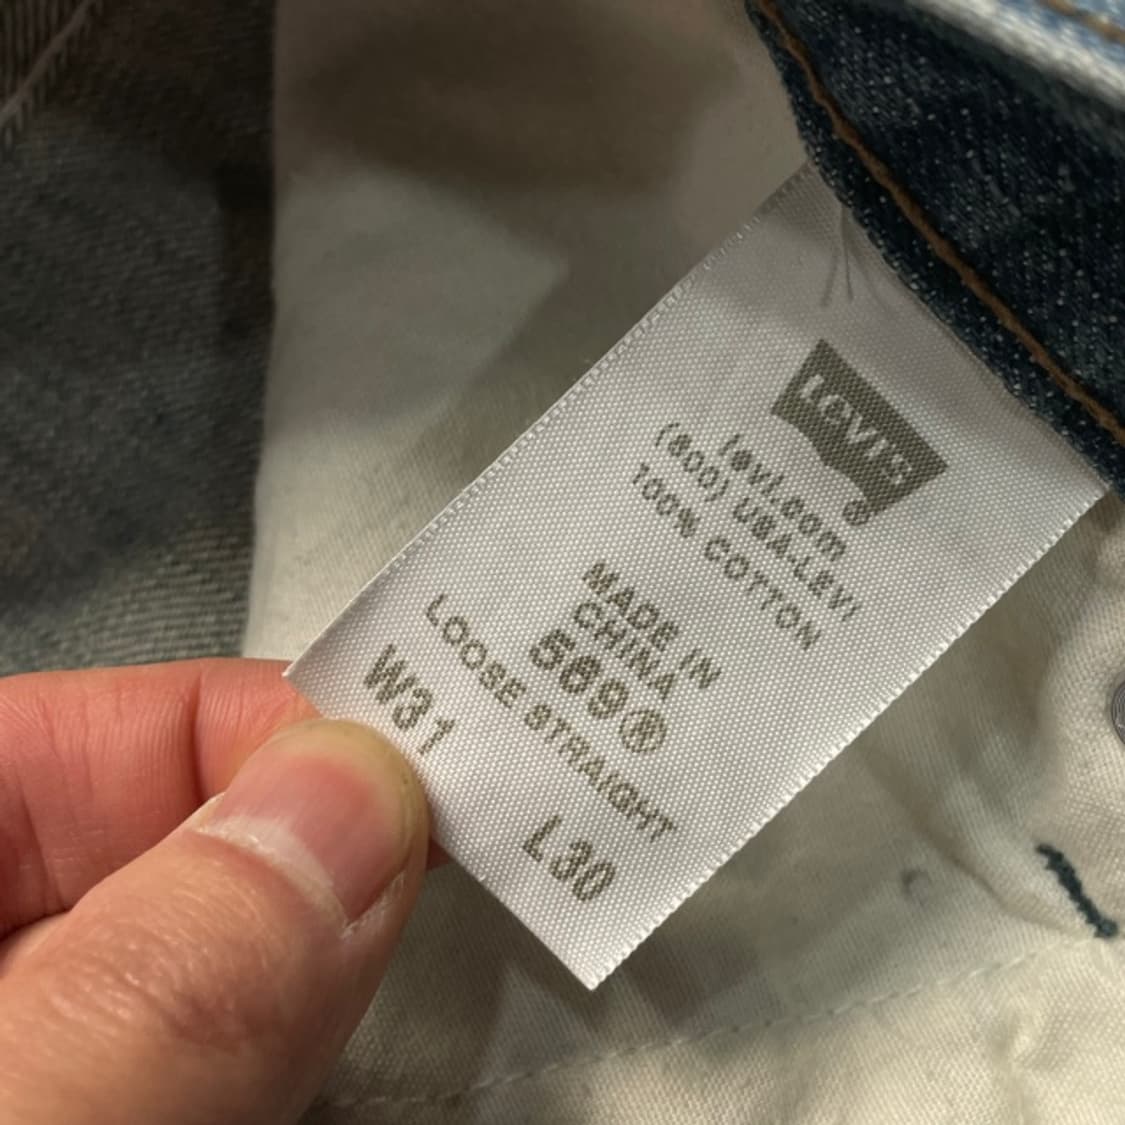 LEVI'S®
levi.com
(800) USA-LEVI
100% COTTON
MADE IN
CHINA
569®
LOOSE STRAIGHT
W31 L30